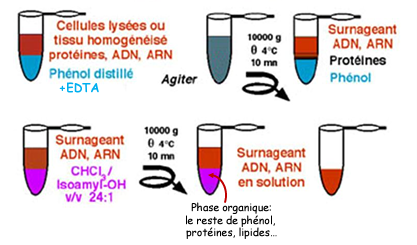 Cellules lysées ou
tissu homogénéisé
protéines, ADN, ARN
Phénol distillé
+EDTA
Agiter
10000 g
θ 4°C
10 mn
Surnageant
ADN, ARN
Protéines
Phénol
Surnageant
ADN, ARN
CHCl3/
Isoamyl-OH
v/v 24:1
10000 g
θ 4°C
10 mn
Surnageant
ADN, ARN
en solution
Phase organique:
le reste de phénol,
protéines, lipides...